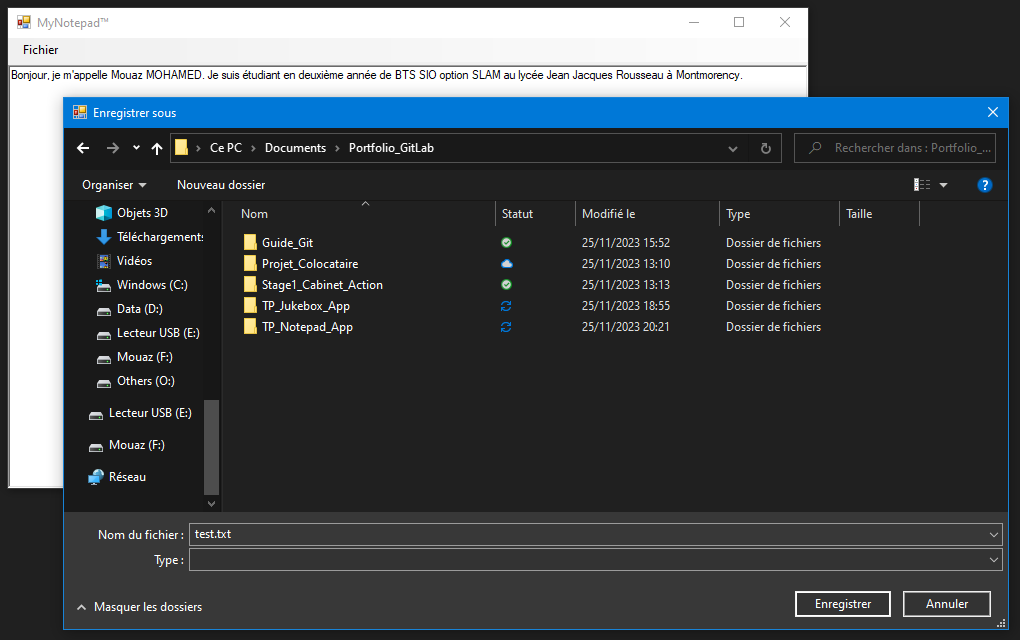 MyNotepad™
Fichier
Bonjour, je m'appelle Mouaz MOHAMED. Je suis étudiant en deuxième année de BTS SIO option SLAM au lycée Jean Jacques Rousseau à Montmorency.
Enregistrer sous
Ce PC › Documents › Portfolio_GitLab
Rechercher dans : Portfolio_...
Organiser Nouveau dossier
?
Objets 3D
Téléchargements
Vidéos
Windows (C:)
Data (D:)
Lecteur USB (E:)
Mouaz (F:)
Others (O:)
Lecteur USB (E:)
Mouaz (F:)
Réseau
Nom Statut Modifié le Type Taille
Guide_Git 25/11/2023 15:52 Dossier de fichiers
Projet_Colocataire 25/11/2023 13:10 Dossier de fichiers
Stage1_Cabinet_Action 25/11/2023 13:13 Dossier de fichiers
TP_Jukebox_App 25/11/2023 18:55 Dossier de fichiers
TP_Notepad_App 25/11/2023 20:21 Dossier de fichiers
Nom du fichier : test.txt
Type :
Masquer les dossiers
Enregistrer Annuler